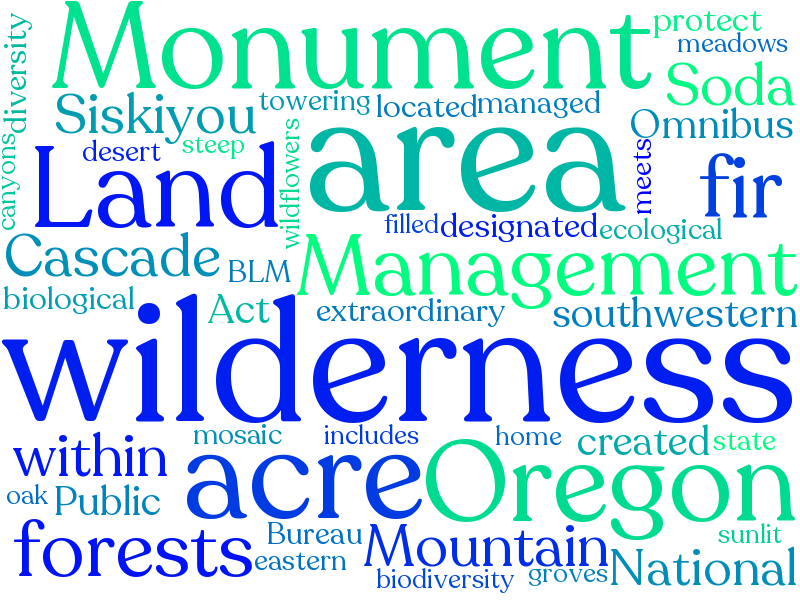 Monument
protect
meadows
diversity
Siskiyou
towering
located
managed
Soda
Omnibus
canyons
desert
steep
wildflowers
area
meets
fir
Land
filled
designated
ecological
Cascade
BLM
Management
biological
Act
extraordinary
southwestern
wilderness
within
mosaic
includes
home
created
state
oak
Public
acre
Oregon
sunlit
forests
Bureau
eastern
Mountain
biodiversity
groves
National